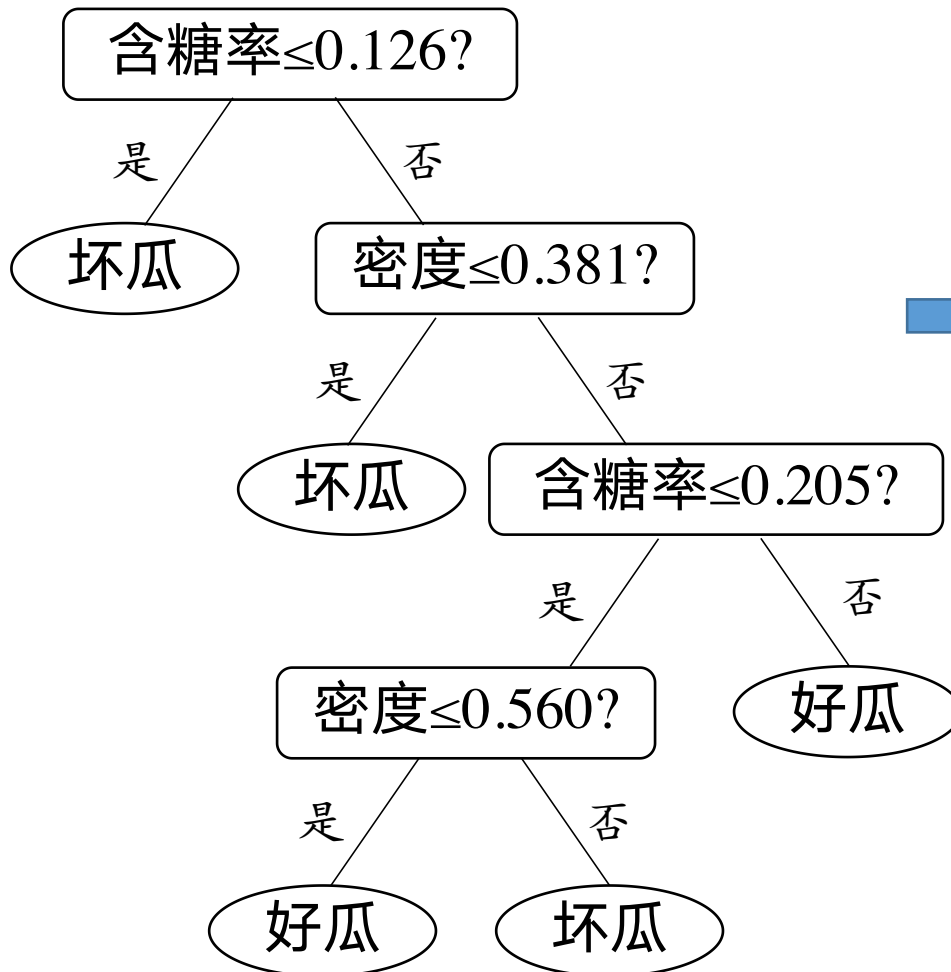 含糖率≤0.126?
是
否
坏瓜
密度≤0.381?
是
否
坏瓜
含糖率≤0.205?
是
否
密度≤0.560?
好瓜
是
否
好瓜
坏瓜